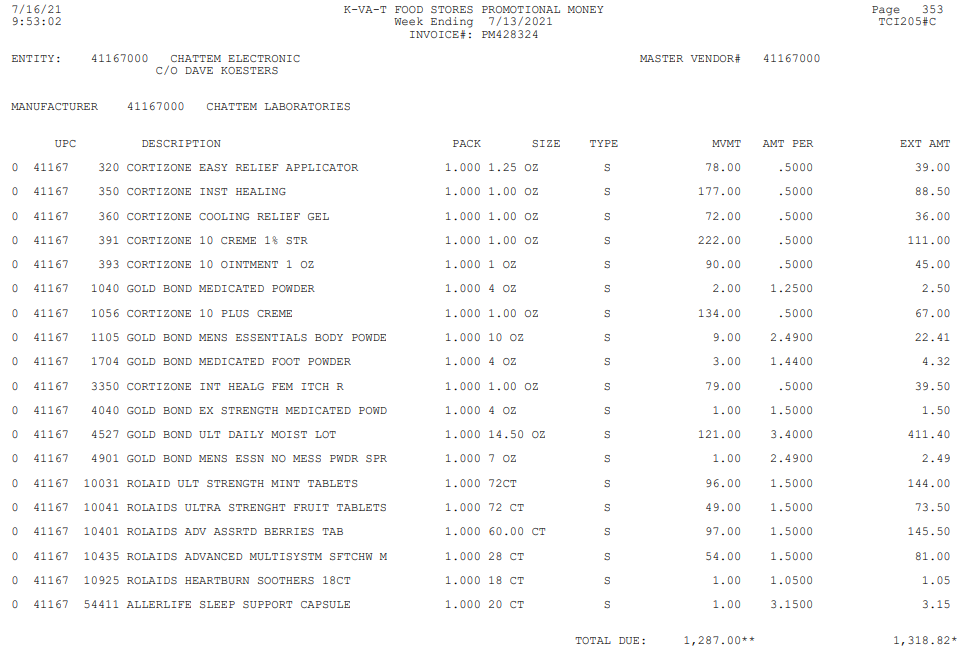 7/16/21 K-VA-T FOOD STORES PROMOTIONAL MONEY Page 353
9:53:02 Week Ending 7/13/2021 TCI205#C
INVOICE#: PM428324
ENTITY: 41167000 CHATTEM ELECTRONIC MASTER VENDOR# 41167000
C/O DAVE KOESTERS
MANUFACTURER 41167000 CHATTEM LABORATORIES
UPC DESCRIPTION PACK SIZE TYPE MVMT AMT PER EXT AMT
0 41167 320 CORTIZONE EASY RELIEF APPLICATOR 1.000 1.25 OZ S 78.00 .5000 39.00
0 41167 350 CORTIZONE INST HEALING 1.000 1.00 OZ S 177.00 .5000 88.50
0 41167 360 CORTIZONE COOLING RELIEF GEL 1.000 1.00 OZ S 72.00 .5000 36.00
0 41167 391 CORTIZONE 10 CREME 1% STR 1.000 1.00 OZ S 222.00 .5000 111.00
0 41167 393 CORTIZONE 10 OINTMENT 1 OZ 1.000 1 OZ S 90.00 .5000 45.00
0 41167 1040 GOLD BOND MEDICATED POWDER 1.000 4 OZ S 2.00 1.2500 2.50
0 41167 1056 CORTIZONE 10 PLUS CREME 1.000 1.00 OZ S 134.00 .5000 67.00
0 41167 1105 GOLD BOND MENS ESSENTIALS BODY POWDE 1.000 10 OZ S 9.00 2.4900 22.41
0 41167 1704 GOLD BOND MEDICATED FOOT POWDER 1.000 4 OZ S 3.00 1.4400 4.32
0 41167 3350 CORTIZONE INT HEALG FEM ITCH R 1.000 1.00 OZ S 79.00 .5000 39.50
0 41167 4040 GOLD BOND EX STRENGTH MEDICATED POWD 1.000 4 OZ S 1.00 1.5000 1.50
0 41167 4527 GOLD BOND ULT DAILY MOIST LOT 1.000 14.50 OZ S 121.00 3.4000 411.40
0 41167 4901 GOLD BOND MENS ESSN NO MESS PWDR SPR 1.000 7 OZ S 1.00 2.4900 2.49
0 41167 10031 ROLAID ULT STRENGTH MINT TABLETS 1.000 72CT S 96.00 1.5000 144.00
0 41167 10041 ROLAIDS ULTRA STRENGHT FRUIT TABLETS 1.000 72 CT S 49.00 1.5000 73.50
0 41167 10401 ROLAIDS ADV ASSRTD BERRIES TAB 1.000 60.00 CT S 97.00 1.5000 145.50
0 41167 10435 ROLAIDS ADVANCED MULTISYSTM SFTCHW M 1.000 28 CT S 54.00 1.5000 81.00
0 41167 10925 ROLAIDS HEARTBURN SOOTHERS 18CT 1.000 18 CT S 1.00 1.0500 1.05
0 41167 54411 ALLERLIFE SLEEP SUPPORT CAPSULE 1.000 20 CT S 1.00 3.1500 3.15
TOTAL DUE: 1,287.00** 1,318.82*